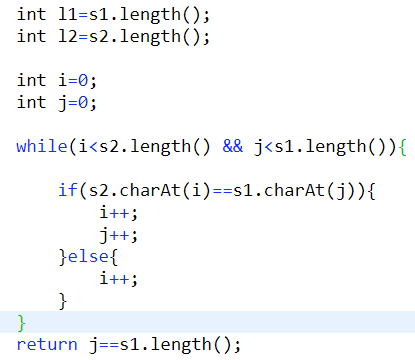 int l1=s1.length();
int l2=s2.length();

int i=0;
int j=0;

while(i<s2.length() && j<s1.length()){

    if(s2.charAt(i)==s1.charAt(j)){
        i++;
        j++;
    }else{
        i++;
    }
}
return j==s1.length();